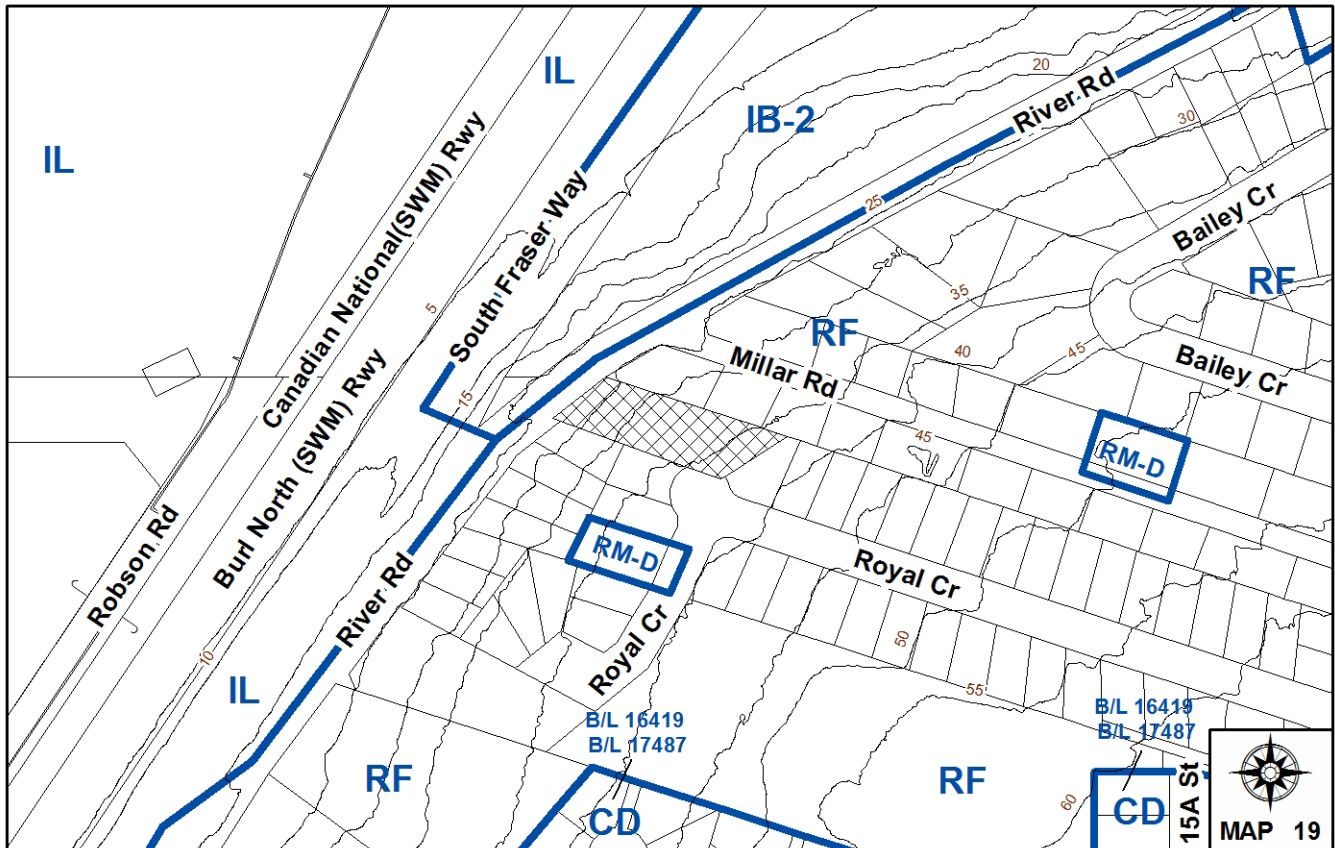 IL
20
IB-2
River Rd
IL
30
Canadian National(SWM) Rwy
South Fraser Way
25
Bailey Cr
RF
5
35
RF
40
45
Millar Rd
Bailey Cr
15
45
RM-D
Burl North (SWM) Rwy
Robson Rd
RM-D
Royal Cr
River Rd
50
Royal Cr
10
IL
55
B/L 16419
B/L 17487
B/L 16419
B/L 17487
RF
RF
60
CD
CD
15A St
MAP 19